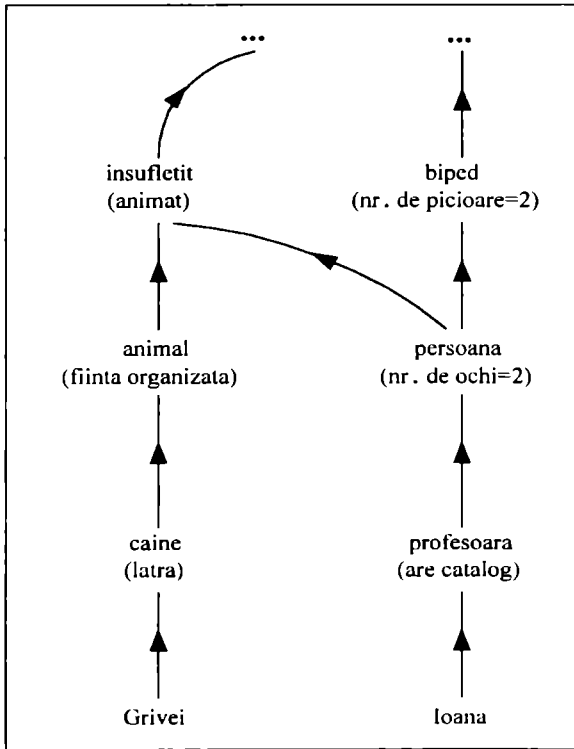 ... ...
insufletit biped
(animat) (nr. de picioare=2)
animal persoana
(fiinta organizata) (nr. de ochi=2)
caine profesoara
(latra) (are catalog)
Grivei Ioana